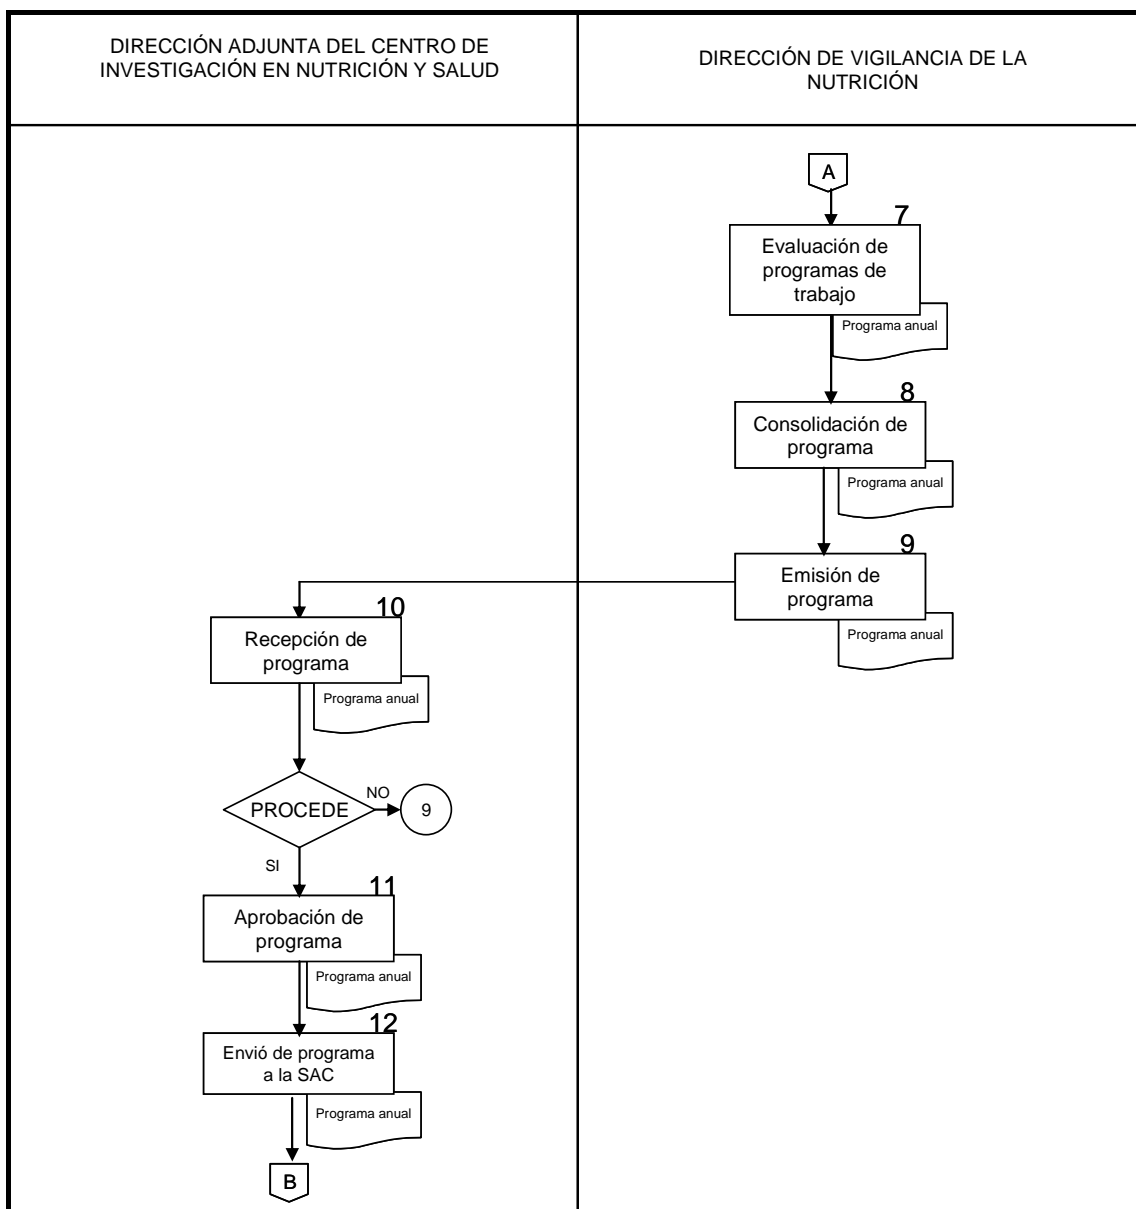 DIRECCIÓN ADJUNTA DEL CENTRO DE
INVESTIGACIÓN EN NUTRICIÓN Y SALUD
DIRECCIÓN DE VIGILANCIA DE LA
NUTRICIÓN
A
7
Evaluación de
programas de
trabajo
Programa anual
8
Consolidación de
programa
Programa anual
9
Emisión de
programa
Programa anual
10
Recepción de
programa
Programa anual
PROCEDE
NO
9
SI
11
Aprobación de
programa
Programa anual
12
Envió de programa
a la SAC
Programa anual
B